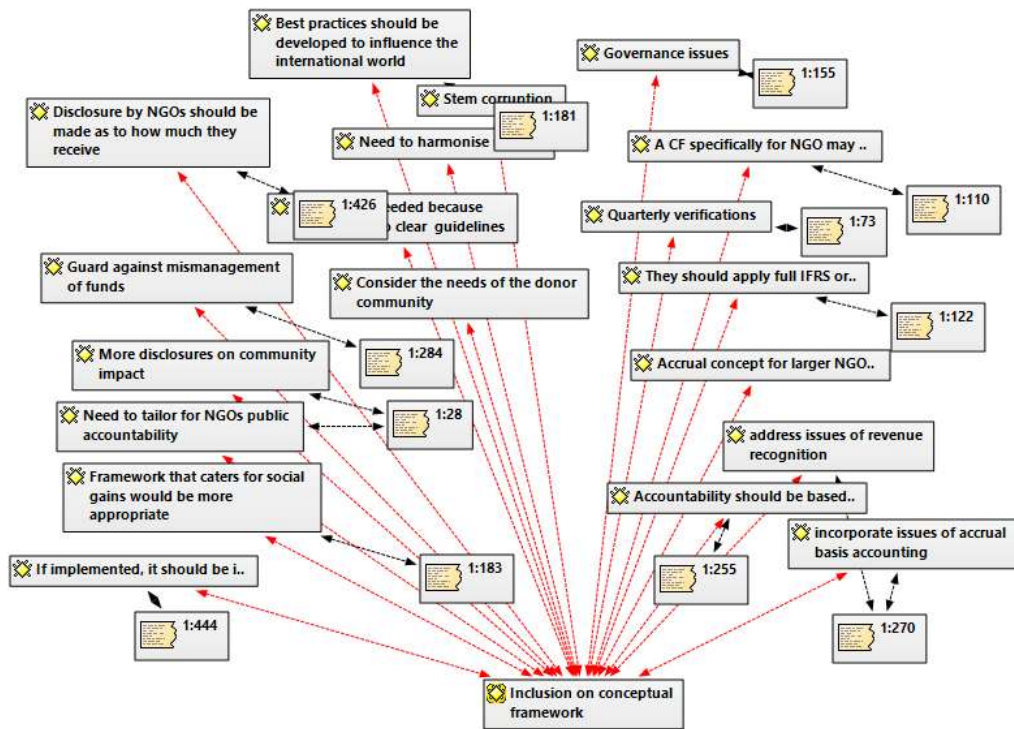 Best practices should be
developed to influence the
international world
Governance issues
1:155
Stem corruption
1:181
Disclosure by NGOs should be
made as to how much they
receive
Need to harmonise
A CF specifically for NGO may ..
1:110
1:426
eeded because
o clear guidelines
Quarterly verifications
1:73
Guard against mismanagement
of funds
Consider the needs of the donor
community
They should apply full IFRS or..
1:122
1:284
More disclosures on community
impact
Accrual concept for larger NGO..
1:28
Need to tailor for NGOs public
accountability
address issues of revenue
recognition
Framework that caters for social
gains would be more
appropriate
Accountability should be based..
incorporate issues of accrual
basis accounting
If implemented, it should be i..
1:183
1:255
1:444
1:270
Inclusion on conceptual
framework